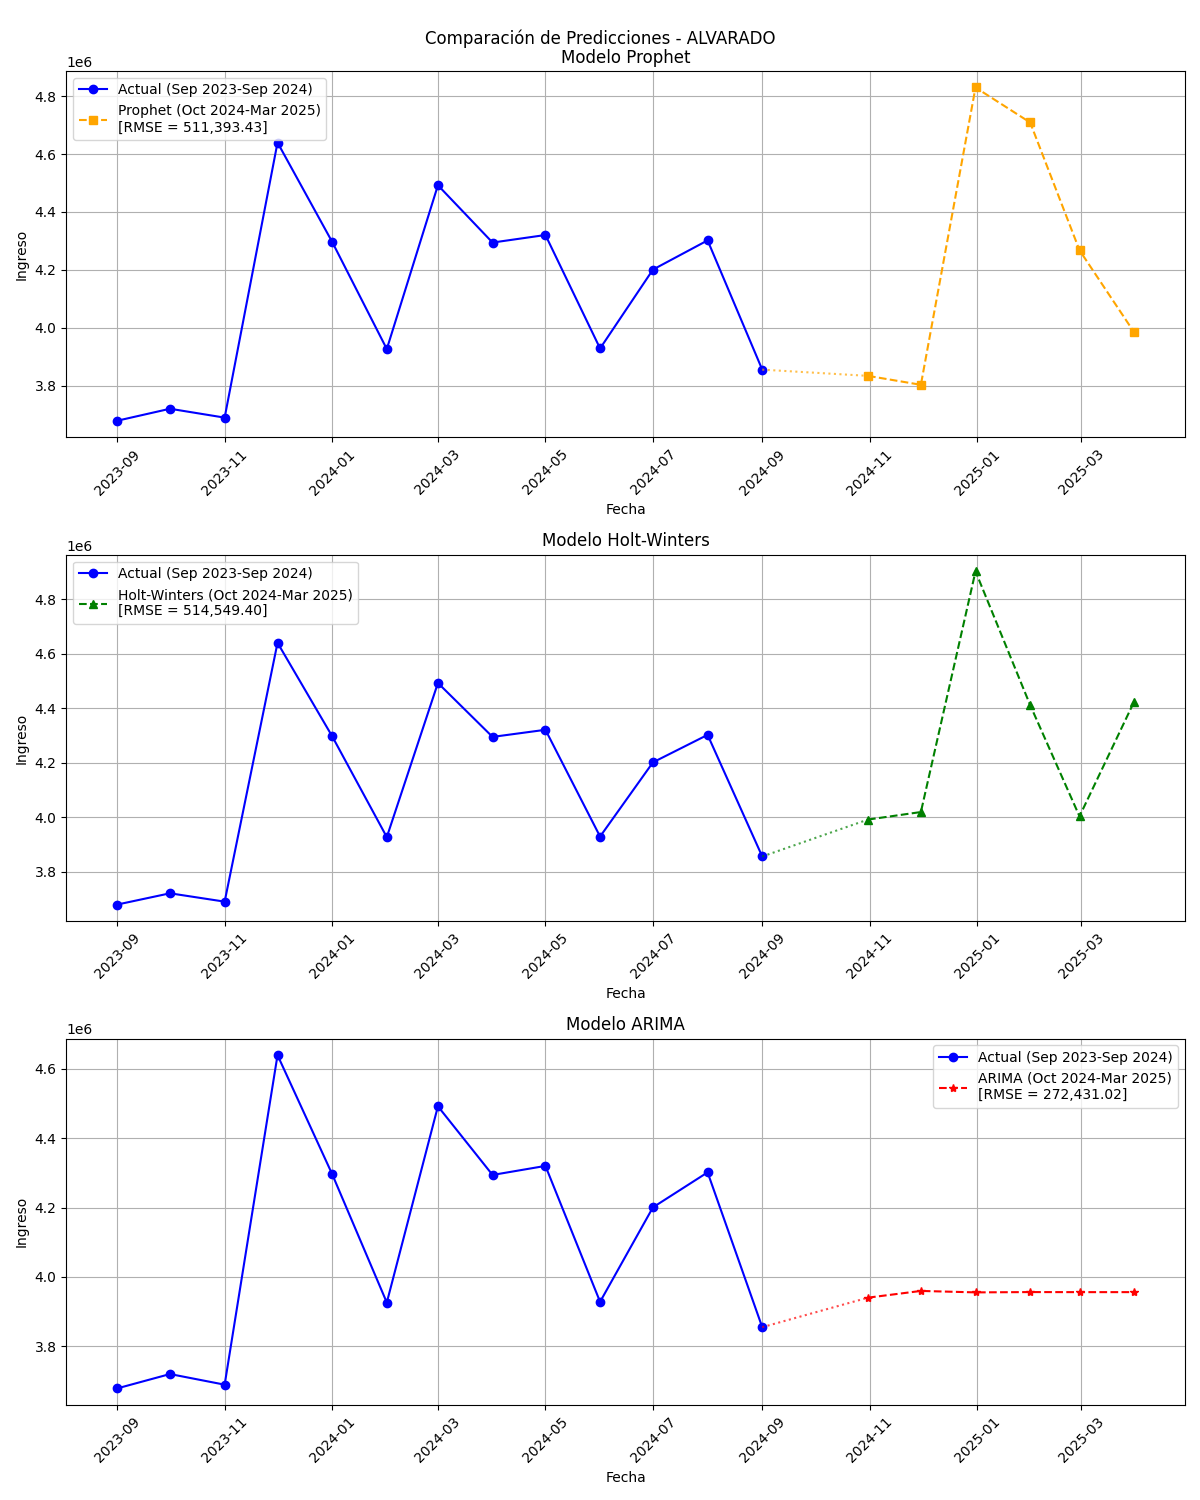 Comparación de Predicciones - ALVARADO
Modelo Prophet
1e6
Actual (Sep 2023-Sep 2024)
Prophet (Oct 2024-Mar 2025)
[RMSE = 511,393.43]
Ingreso
4.8
4.6
4.4
4.2
4.0
3.8
2023-09
2023-11
2024-01
2024-03
2024-05
2024-07
2024-09
2024-11
2025-01
2025-03
Fecha
Modelo Holt-Winters
1e6
Actual (Sep 2023-Sep 2024)
Holt-Winters (Oct 2024-Mar 2025)
[RMSE = 514,549.40]
Ingreso
4.8
4.6
4.4
4.2
4.0
3.8
2023-09
2023-11
2024-01
2024-03
2024-05
2024-07
2024-09
2024-11
2025-01
2025-03
Fecha
Modelo ARIMA
1e6
Actual (Sep 2023-Sep 2024)
ARIMA (Oct 2024-Mar 2025)
[RMSE = 272,431.02]
Ingreso
4.6
4.4
4.2
4.0
3.8
2023-09
2023-11
2024-01
2024-03
2024-05
2024-07
2024-09
2024-11
2025-01
2025-03
Fecha